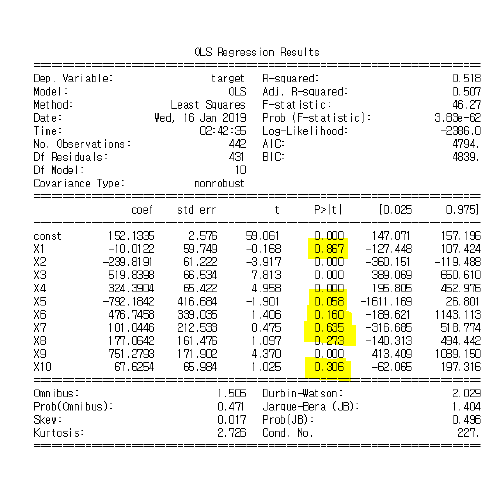 OLS Regression Results
Dep. Variable: target R-squared: 0.518
Model: OLS Adj. R-squared: 0.507
Method: Least Squares F-statistic: 46.27
Date: Wed, 16 Jan 2019 Prob (F-statistic): 3.83e-62
Time: 02:42:35 Log-Likelihood: -2386.0
No. Observations: 442 AIC: 4794.
Df Residuals: 431 BIC: 4839.
Df Model: 10
Covariance Type: nonrobust
coef std err t P>|t| [0.025 0.975]
const 152.1335 2.576 59.061 0.000 147.071 157.196
X1 -10.0122 59.749 -0.168 0.867 -127.448 107.424
X2 -239.8191 61.222 -3.917 0.000 -360.151 -119.488
X3 519.8398 66.534 7.813 0.000 389.069 650.610
X4 324.3904 65.422 4.958 0.000 195.805 452.976
X5 -792.1842 416.684 -1.901 0.058 -1611.169 26.801
X6 476.7458 339.035 1.406 0.160 -189.621 1143.113
X7 101.0446 212.533 0.475 0.635 -316.685 518.774
X8 177.0642 161.476 1.097 0.273 -140.313 494.442
X9 751.2793 171.902 4.370 0.000 413.409 1089.150
X10 67.6254 65.984 1.025 0.306 -62.065 197.316
Omnibus: 1.506 Durbin-Watson: 2.029
Prob(Omnibus): 0.471 Jarque-Bera (JB): 1.404
Skew: 0.017 Prob(JB): 0.496
Kurtosis: 2.726 Cond. No. 227.